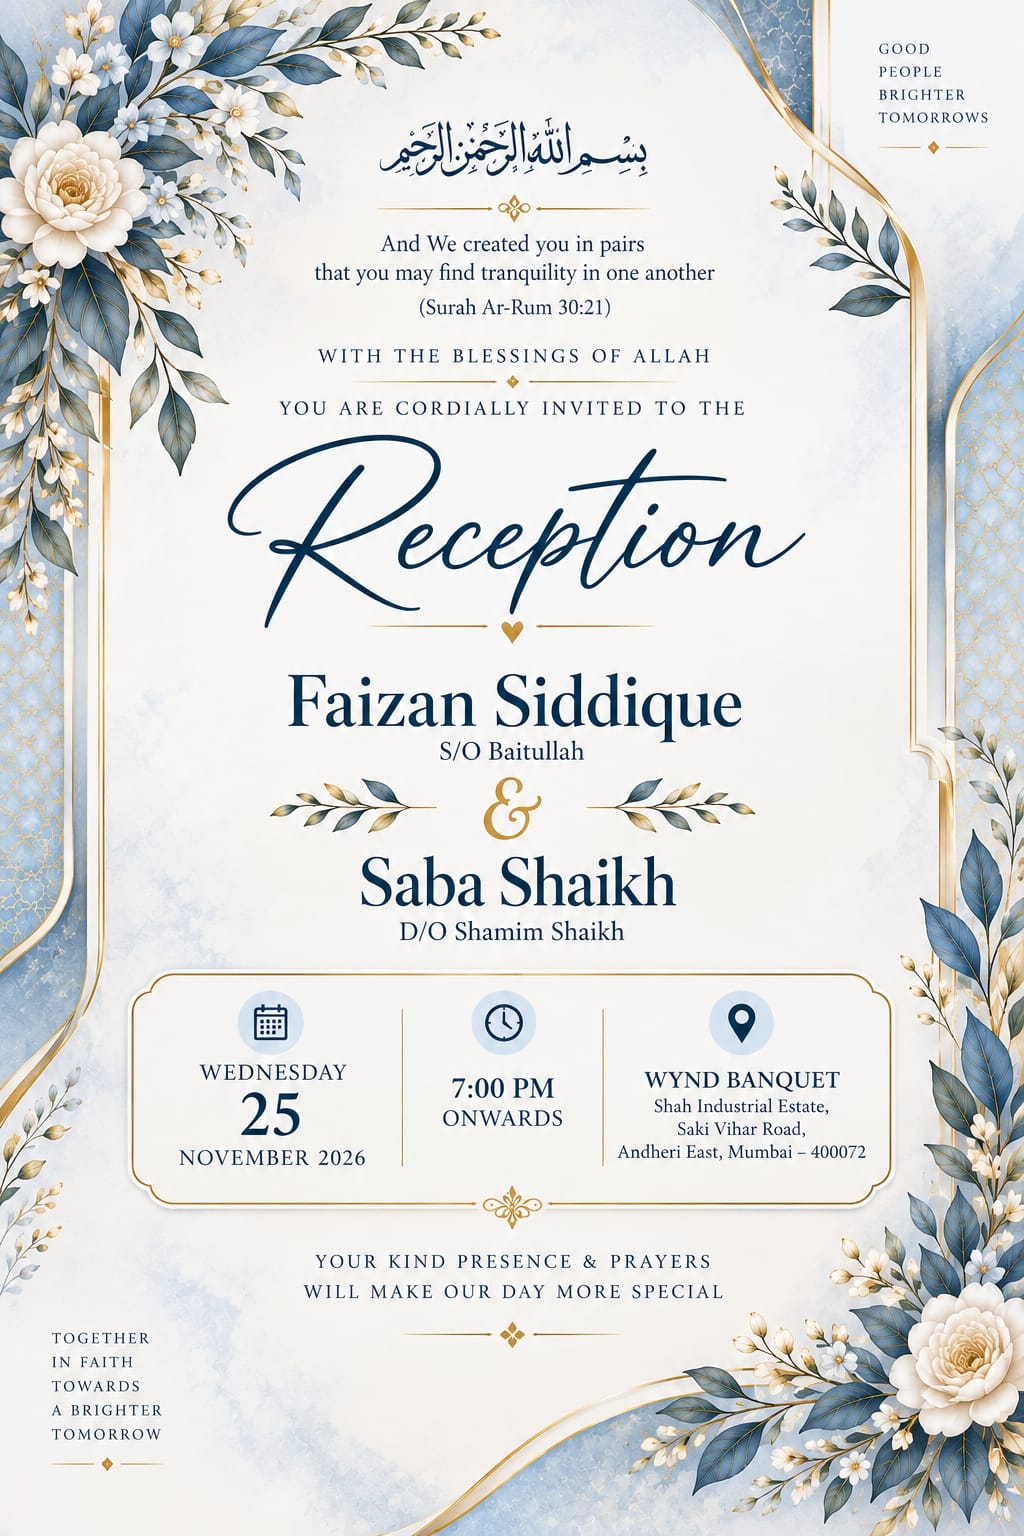 GOOD
PEOPLE
BRIGHTER
TOMORROWS
بِسْمِ اللَّهِ الرَّحْمَٰنِ الرَّحِيمِ
And We created you in pairs
that you may find tranquility in one another
(Surah Ar-Rum 30:21)
WITH THE BLESSINGS OF ALLAH
YOU ARE CORDIALLY INVITED TO THE
Reception
Faizan Siddique
S/O Baitullah
&
Saba Shaikh
D/O Shamim Shaikh
WEDNESDAY
25
NOVEMBER 2026
7:00 PM
ONWARDS
WYND BANQUET
Shah Industrial Estate,
Saki Vihar Road,
Andheri East, Mumbai – 400072
YOUR KIND PRESENCE & PRAYERS
WILL MAKE OUR DAY MORE SPECIAL
TOGETHER
IN FAITH
TOWARDS
A BRIGHTER
TOMORROW